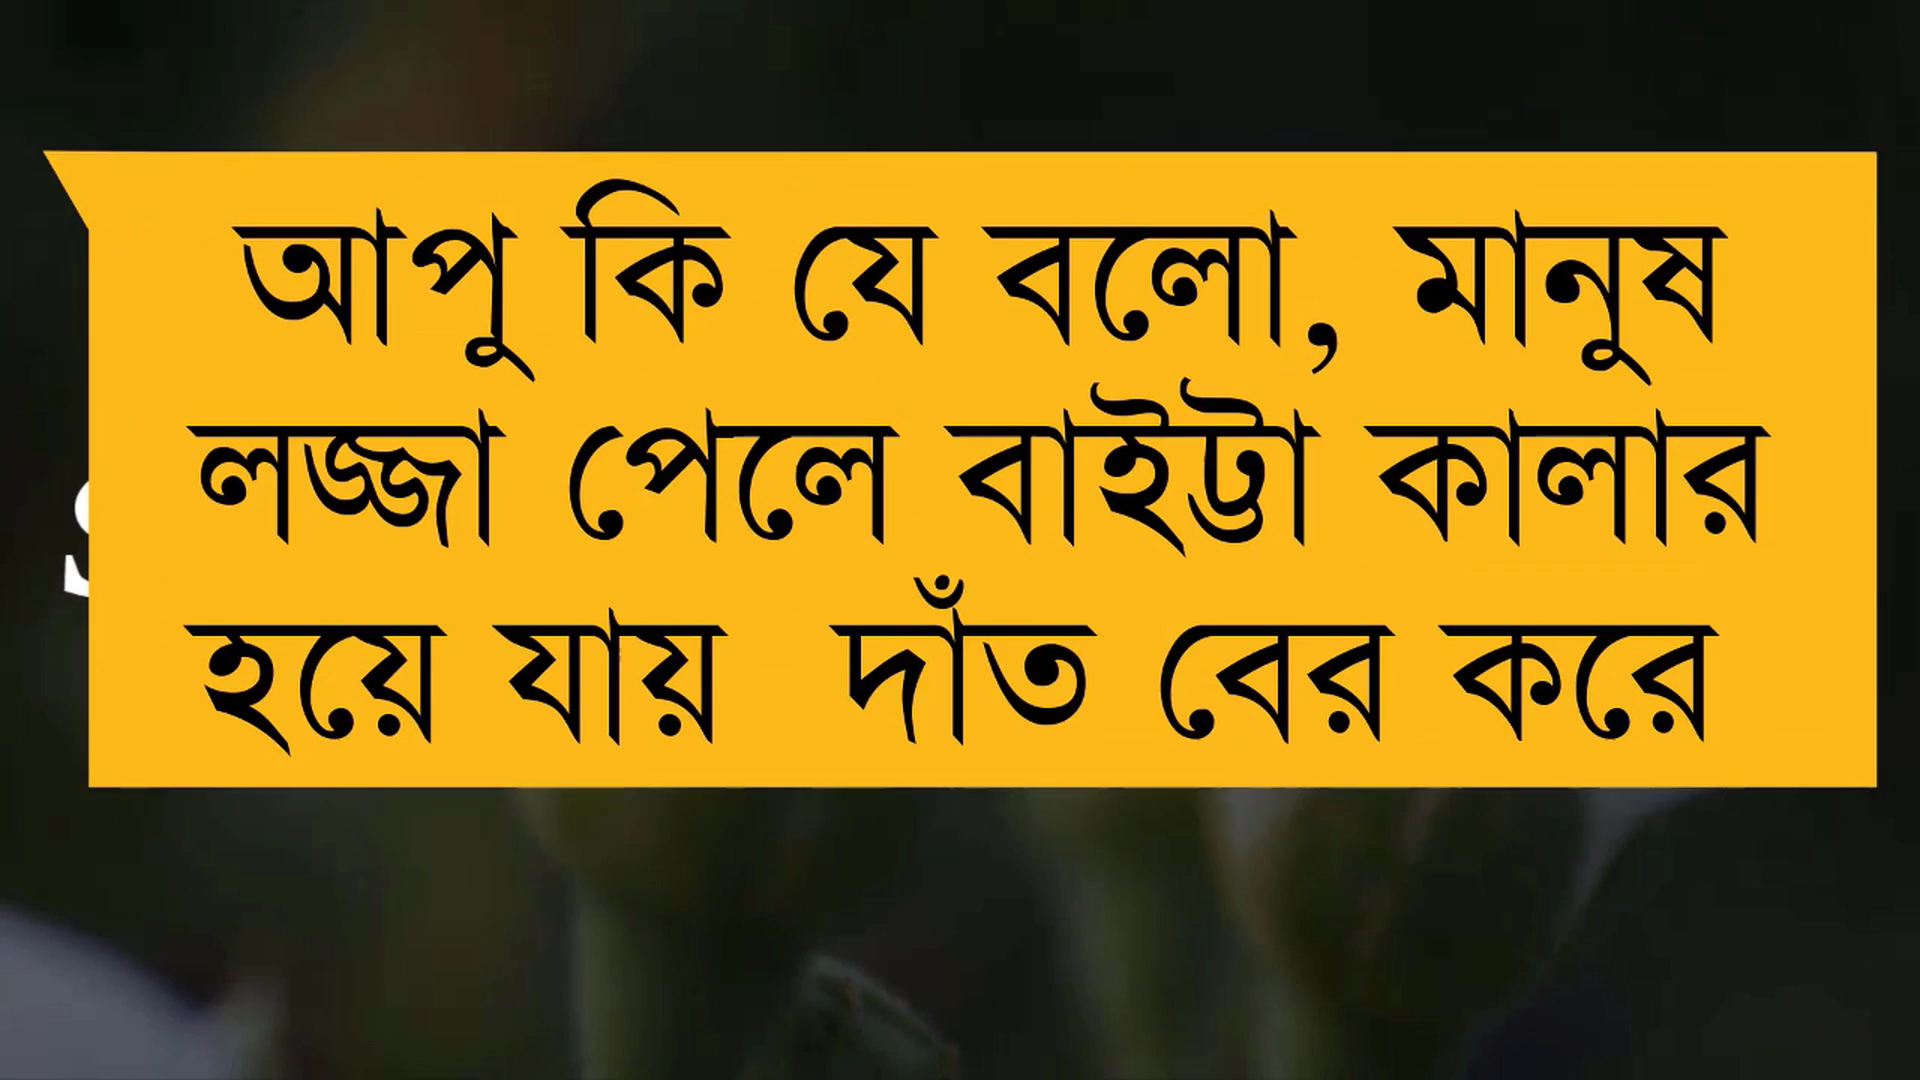 আপু কি যে বলো, মানুষ
লজ্জা পেলে বাইট্টা কালার
হয়ে যায়  দাঁত বের করে